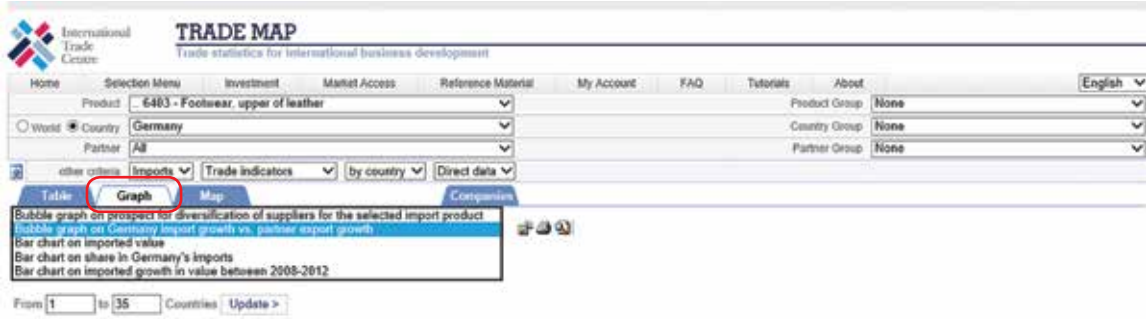 International
Trade
Centre
TRADE MAP
Trade statistics for international business development
Home Selection Menu Investment Market Access Reference Material My Account FAQ Tutorials About English
Product 6403 - Footwear, upper of leather Product Group None
World Country Germany Country Group None
Partner All Partner Group None
other criteria Imports Trade indicators by country Direct data
Table Graph Map Companies
Bubble graph on prospect for diversification of suppliers for the selected import product
Bubble graph on Germany import growth vs. partner export growth
Bar chart on imported value
Bar chart on share in Germany's imports
Bar chart on imported growth in value between 2008-2012
From 1 to 35 Countries Update >